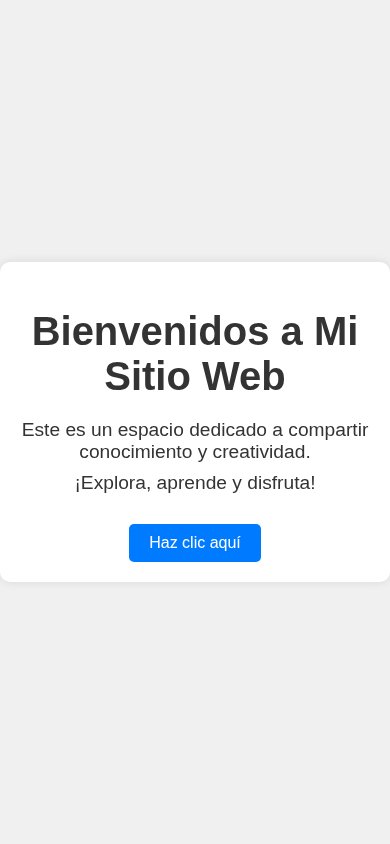 Bienvenidos a Mi
Sitio Web
Este es un espacio dedicado a compartir
conocimiento y creatividad.
¡Explora, aprende y disfruta!
Haz clic aquí